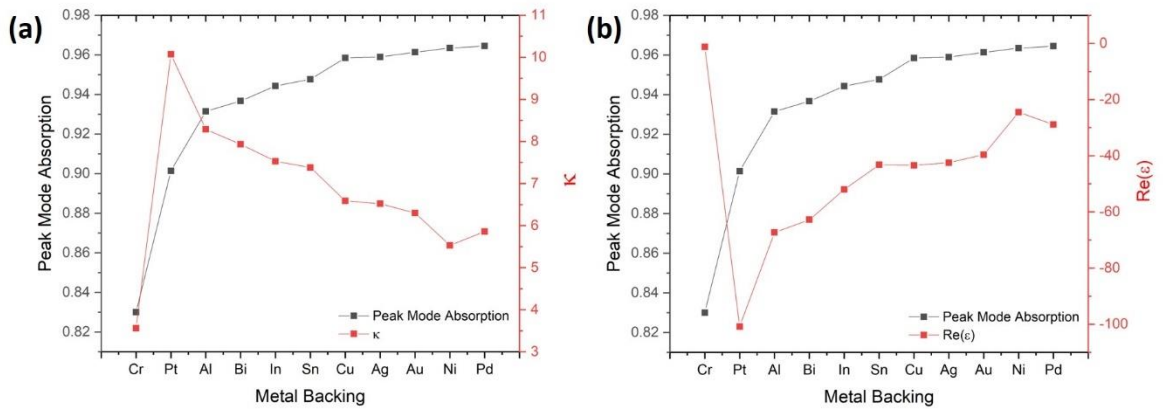 (a)
0.98
0.96
0.94
0.92
0.90
0.88
0.86
0.84
0.82
Peak Mode Absorption
11
10
9
8
7
6
5
4
3
κ
Peak Mode Absorption
κ
Cr Pt Al Bi In Sn Cu Ag Au Ni Pd
Metal Backing
(b)
0.98
0.96
0.94
0.92
0.90
0.88
0.86
0.84
0.82
Peak Mode Absorption
0
-20
-40
-60
-80
-100
Re(ε)
Peak Mode Absorption
Re(ε)
Cr Pt Al Bi In Sn Cu Ag Au Ni Pd
Metal Backing